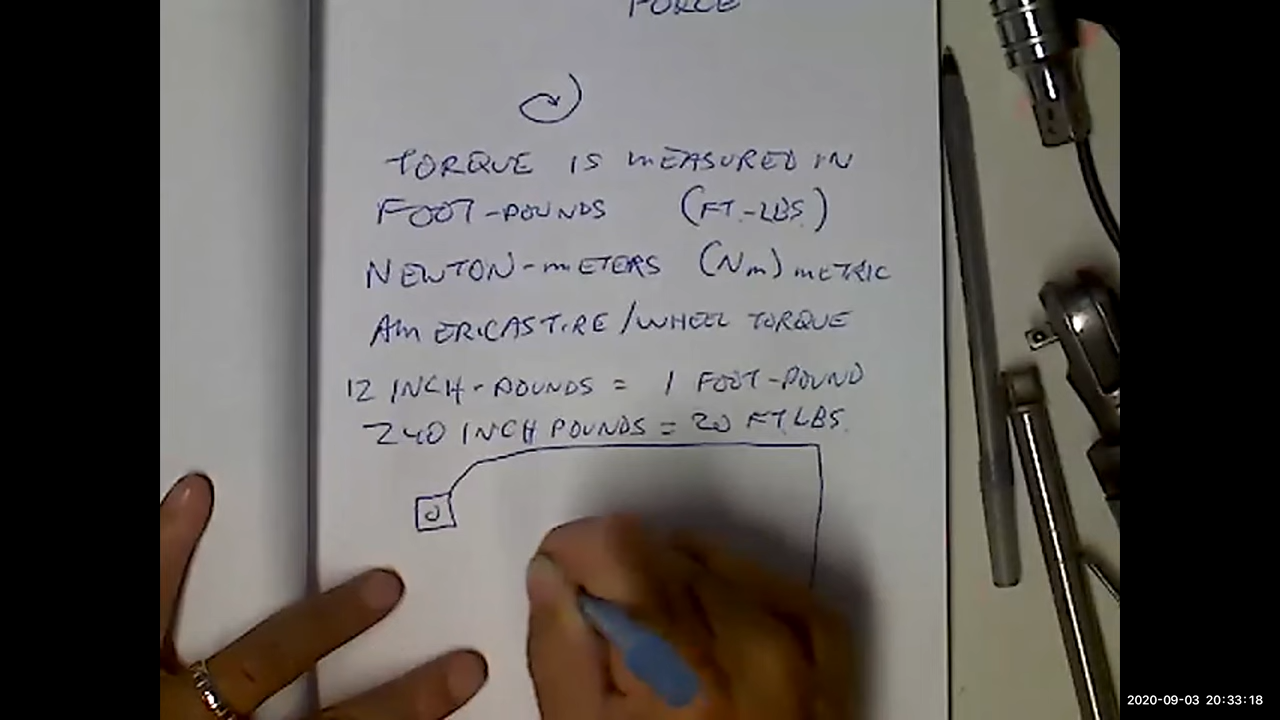 FORCE
TORQUE IS MEASURED IN
FOOT-POUNDS (FT.-LBS.)
NEWTON-METERS (Nm) METRIC
AMERICASTIRE/WHEEL TORQUE
12 INCH-POUNDS = 1 FOOT-POUND
240 INCH POUNDS = 20 FT.LBS.
2020-09-03 20:33:18